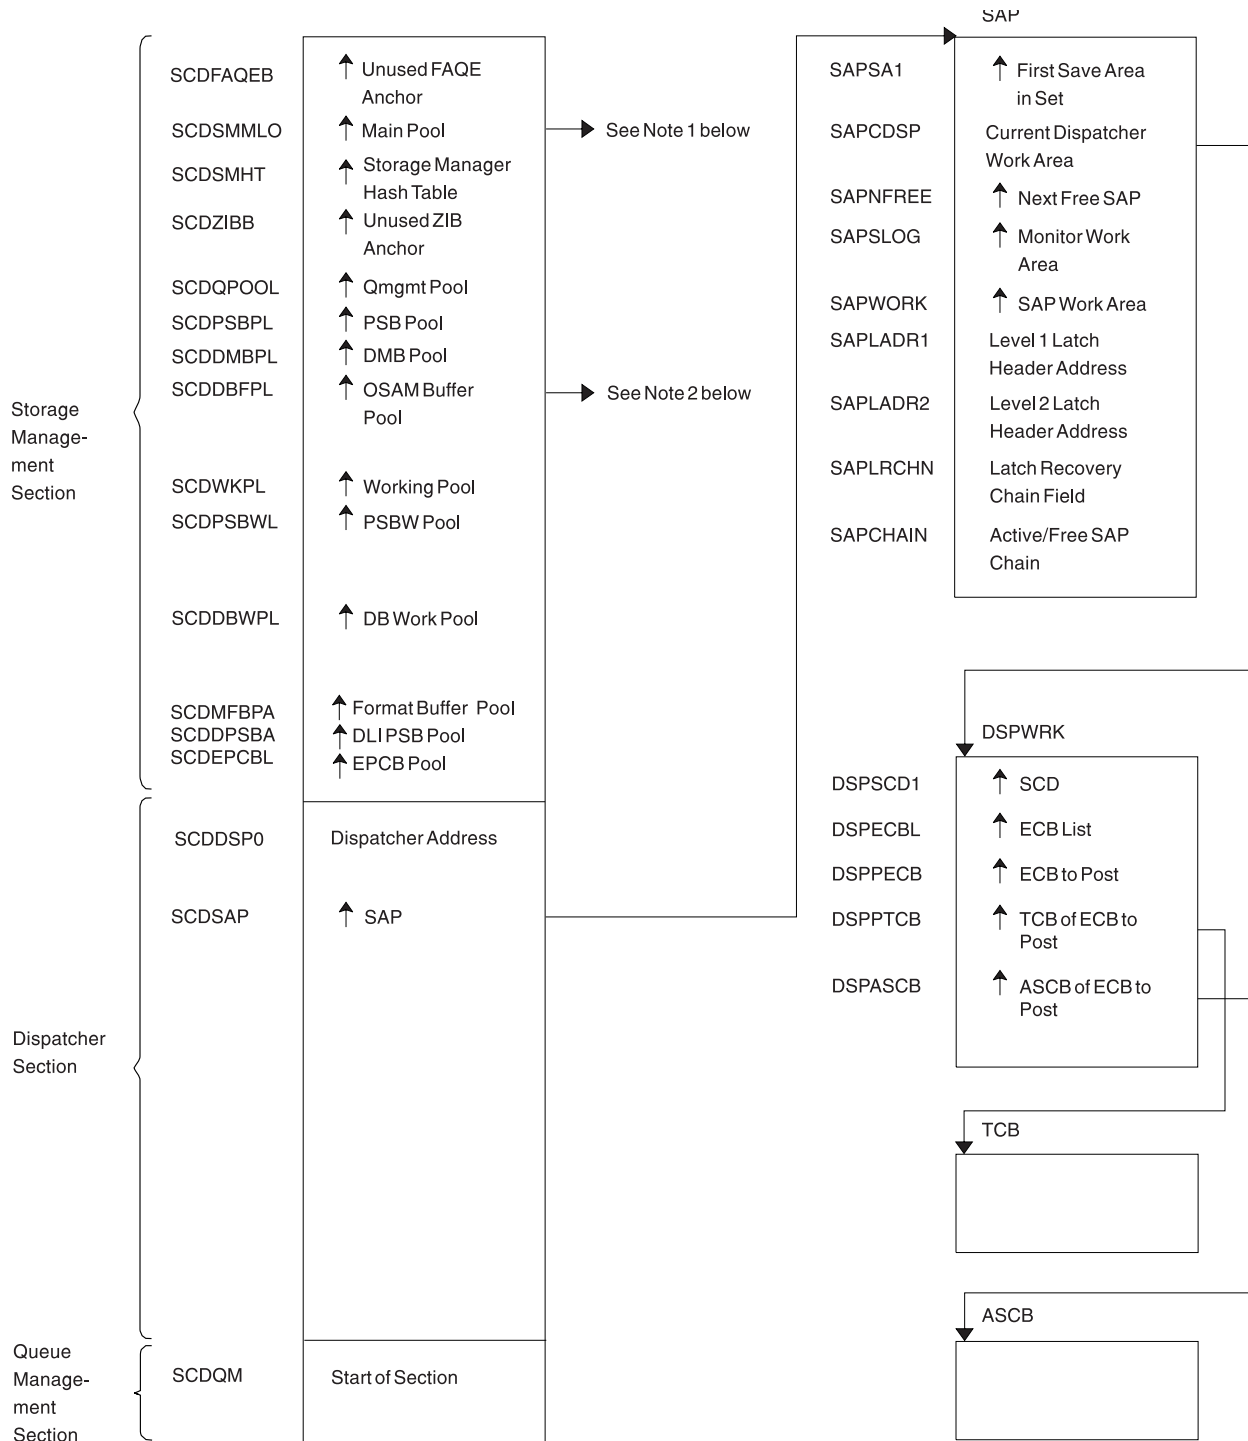 Storage
Manage-
ment
Section
SCDFAQEB Unused FAQE
Anchor
SCDSMMLO Main Pool See Note 1 below
SCDSMHT Storage Manager
Hash Table
SCDZIBB Unused ZIB
Anchor
SCDQPOOL Qmgmt Pool
SCDPSBPL PSB Pool
SCDDMBPL DMB Pool
SCDDBFPL OSAM Buffer
Pool
See Note 2 below
SCDWKPL Working Pool
SCDPSBWL PSBW Pool
SCDDBWPL DB Work Pool
SCDMFBPA Format Buffer Pool
SCDDPSBA DLI PSB Pool
SCDEPCBL EPCB Pool
Dispatcher
Section
SCDDSP0 Dispatcher Address
SCDSAP SAP
Queue
Manage-
ment
Section
SCDQM Start of Section
SAP
SAPSA1 First Save Area
in Set
SAPCDSP Current Dispatcher
Work Area
SAPNFREE Next Free SAP
SAPSLOG Monitor Work
Area
SAPWORK SAP Work Area
SAPLADR1 Level 1 Latch
Header Address
SAPLADR2 Level 2 Latch
Header Address
SAPLRCHN Latch Recovery
Chain Field
SAPCHAIN Active/Free SAP
Chain
DSPWRK
DSPSCD1 SCD
DSPECBL ECB List
DSPPECB ECB to Post
DSPPTCB TCB of ECB to
Post
DSPASCB ASCB of ECB to
Post
TCB
ASCB